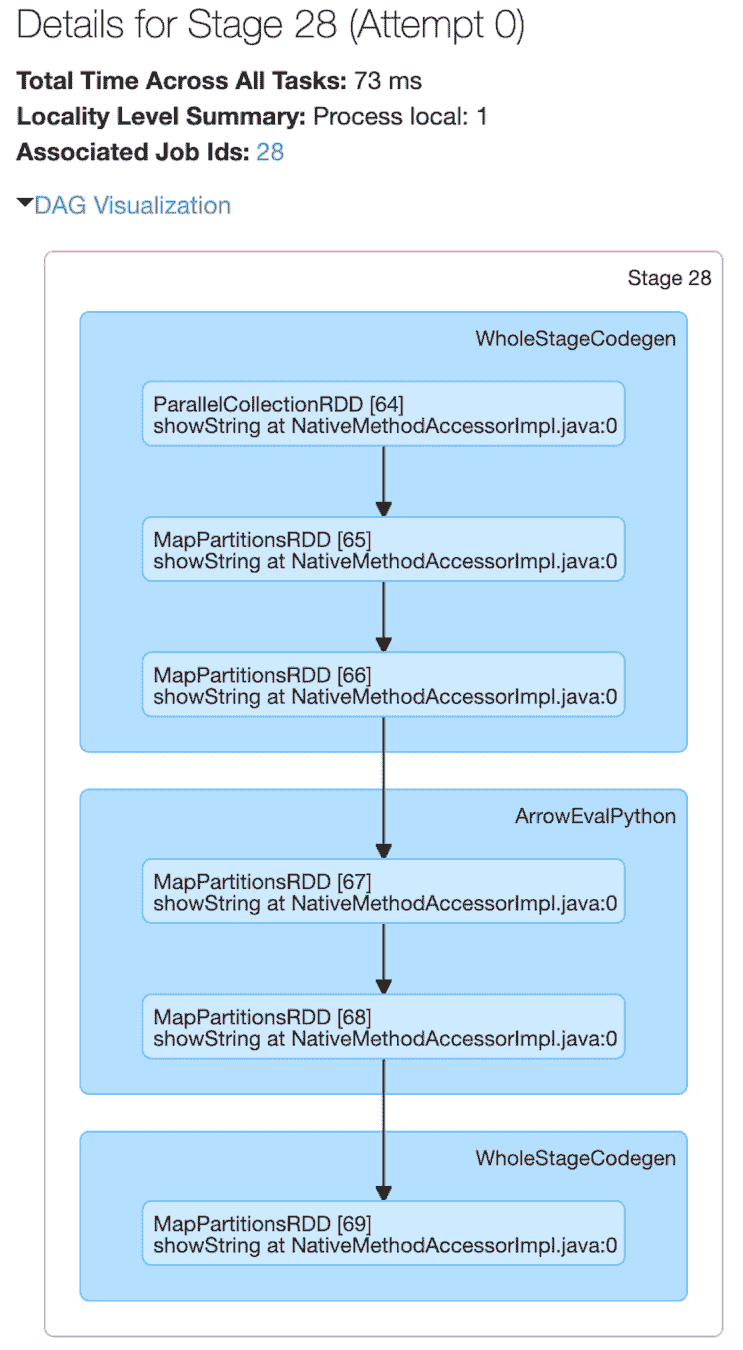 Details for Stage 28 (Attempt 0)
Total Time Across All Tasks: 73 ms
Locality Level Summary: Process local: 1
Associated Job Ids: 28
DAG Visualization
Stage 28
WholeStageCodegen
ParallelCollectionRDD [64]
showString at NativeMethodAccessorImpl.java:0
MapPartitionsRDD [65]
showString at NativeMethodAccessorImpl.java:0
MapPartitionsRDD [66]
showString at NativeMethodAccessorImpl.java:0
ArrowEvalPython
MapPartitionsRDD [67]
showString at NativeMethodAccessorImpl.java:0
MapPartitionsRDD [68]
showString at NativeMethodAccessorImpl.java:0
WholeStageCodegen
MapPartitionsRDD [69]
showString at NativeMethodAccessorImpl.java:0